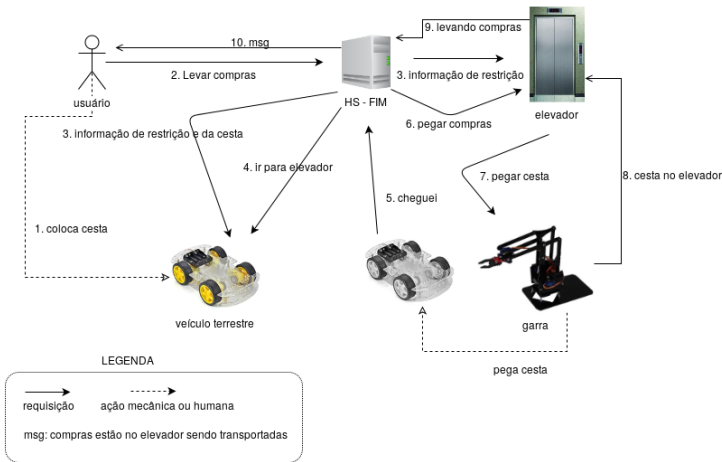 9. levando compras
10. msg
2. Levar compras
3. informação de restrição
usuário
HS - FIM
elevador
3. informação de restrição e da cesta
6. pegar compras
4. ir para elevador
7. pegar cesta
8. cesta no elevador
5. cheguei
1. coloca cesta
veículo terrestre
garra
pega cesta
LEGENDA
requisição
ação mecânica ou humana
msg: compras estão no elevador sendo transportadas